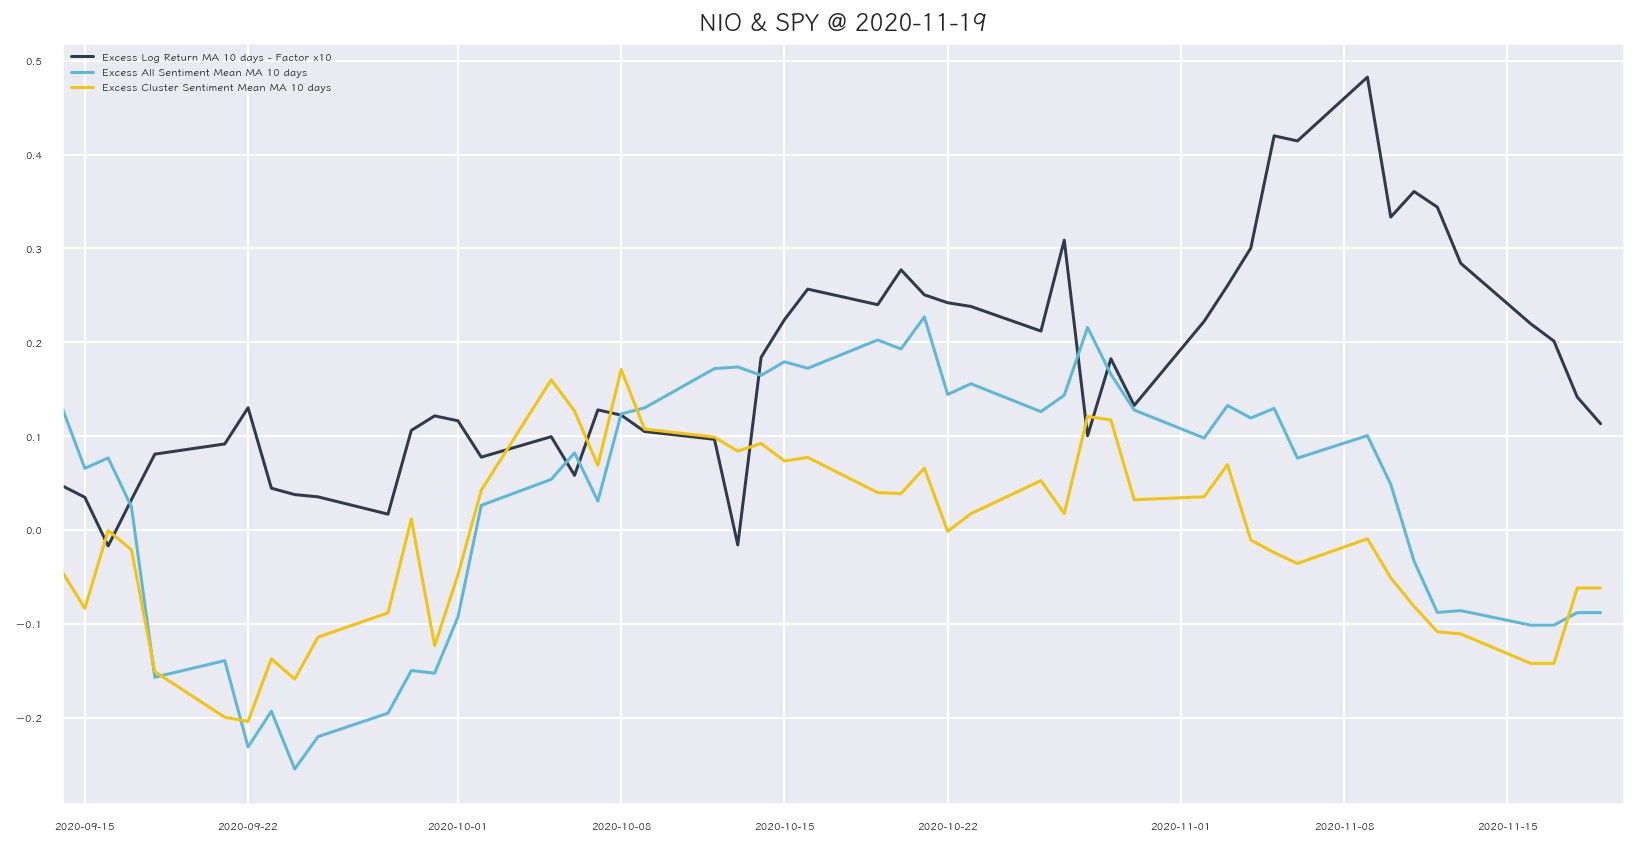 NIO & SPY @ 2020-11-19
Excess Log Return MA 10 days - Factor x10
Excess All Sentiment Mean MA 10 days
Excess Cluster Sentiment Mean MA 10 days
0.5
0.4
0.3
0.2
0.1
0.0
−0.1
−0.2
2020-09-15 2020-09-22 2020-10-01 2020-10-08 2020-10-15 2020-10-22 2020-11-01 2020-11-08 2020-11-15